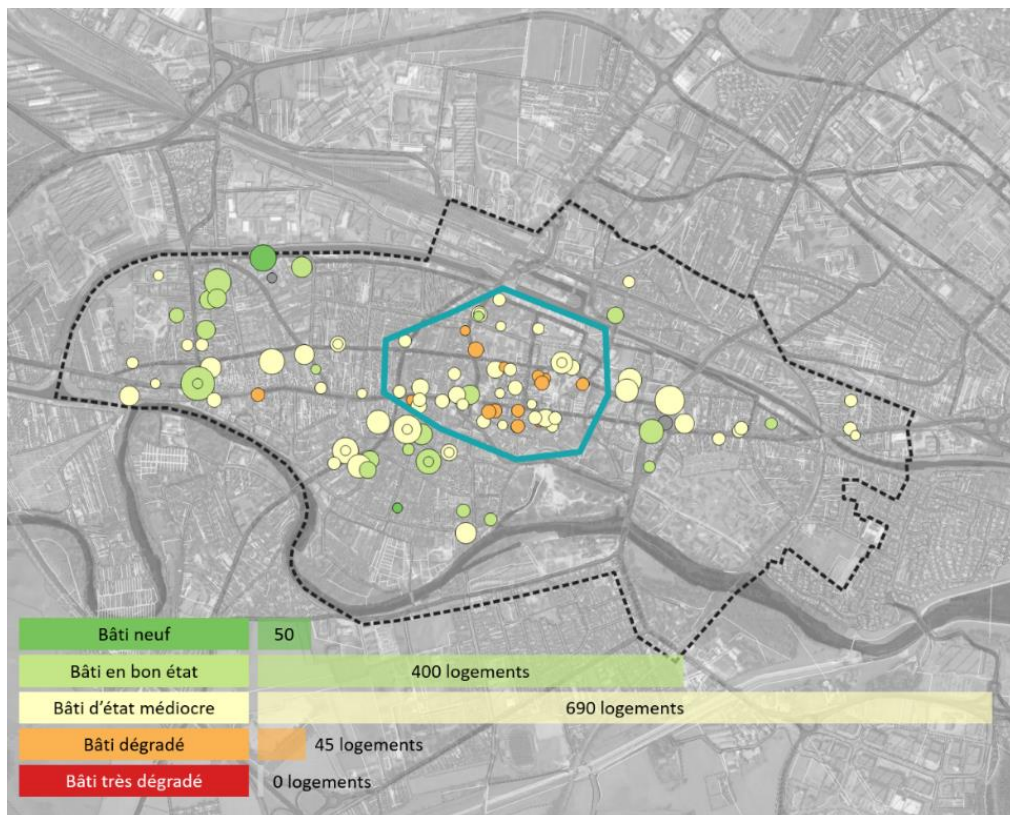 Bâti neuf 50
Bâti en bon état 400 logements
Bâti d'état médiocre 690 logements
Bâti dégradé 45 logements
Bâti très dégradé 0 logements